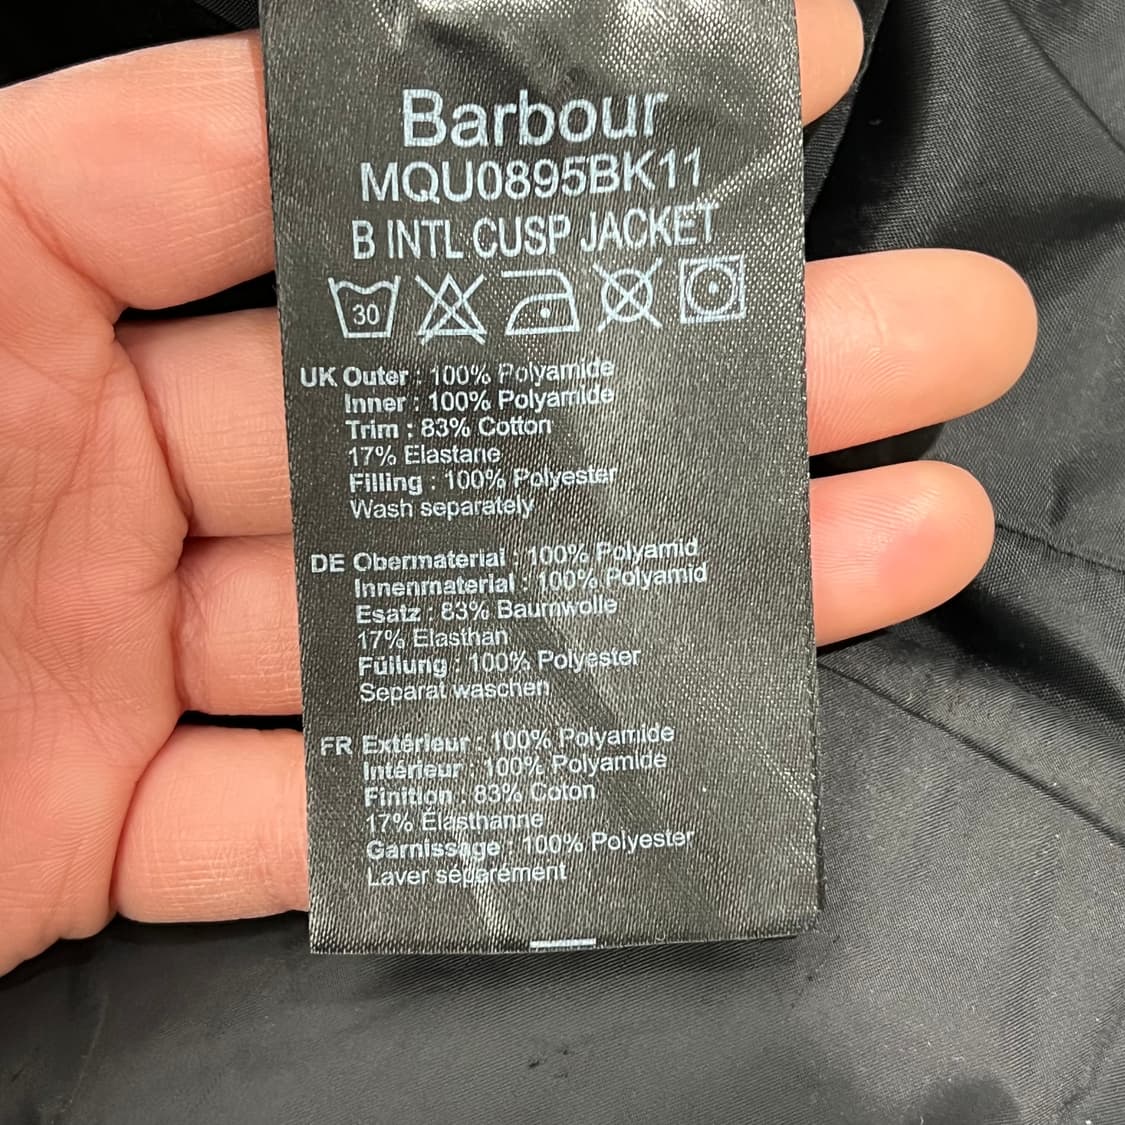 Barbour
MQU0895BK11
B INTL CUSP JACKET
30
UK Outer : 100% Polyamide
Inner : 100% Polyamide
Trim : 83% Cotton
17% Elastane
Filling : 100% Polyester
Wash separately
DE Obermaterial : 100% Polyamid
Innenmaterial : 100% Polyamid
Esatz : 83% Baumwolle
17% Elasthan
Füllung : 100% Polyester
Separat waschen
FR Extérieur : 100% Polyamide
Intérieur : 100% Polyamide
Finition : 83% Coton
17% Élasthanne
Garnissage : 100% Polyester
Laver séperément